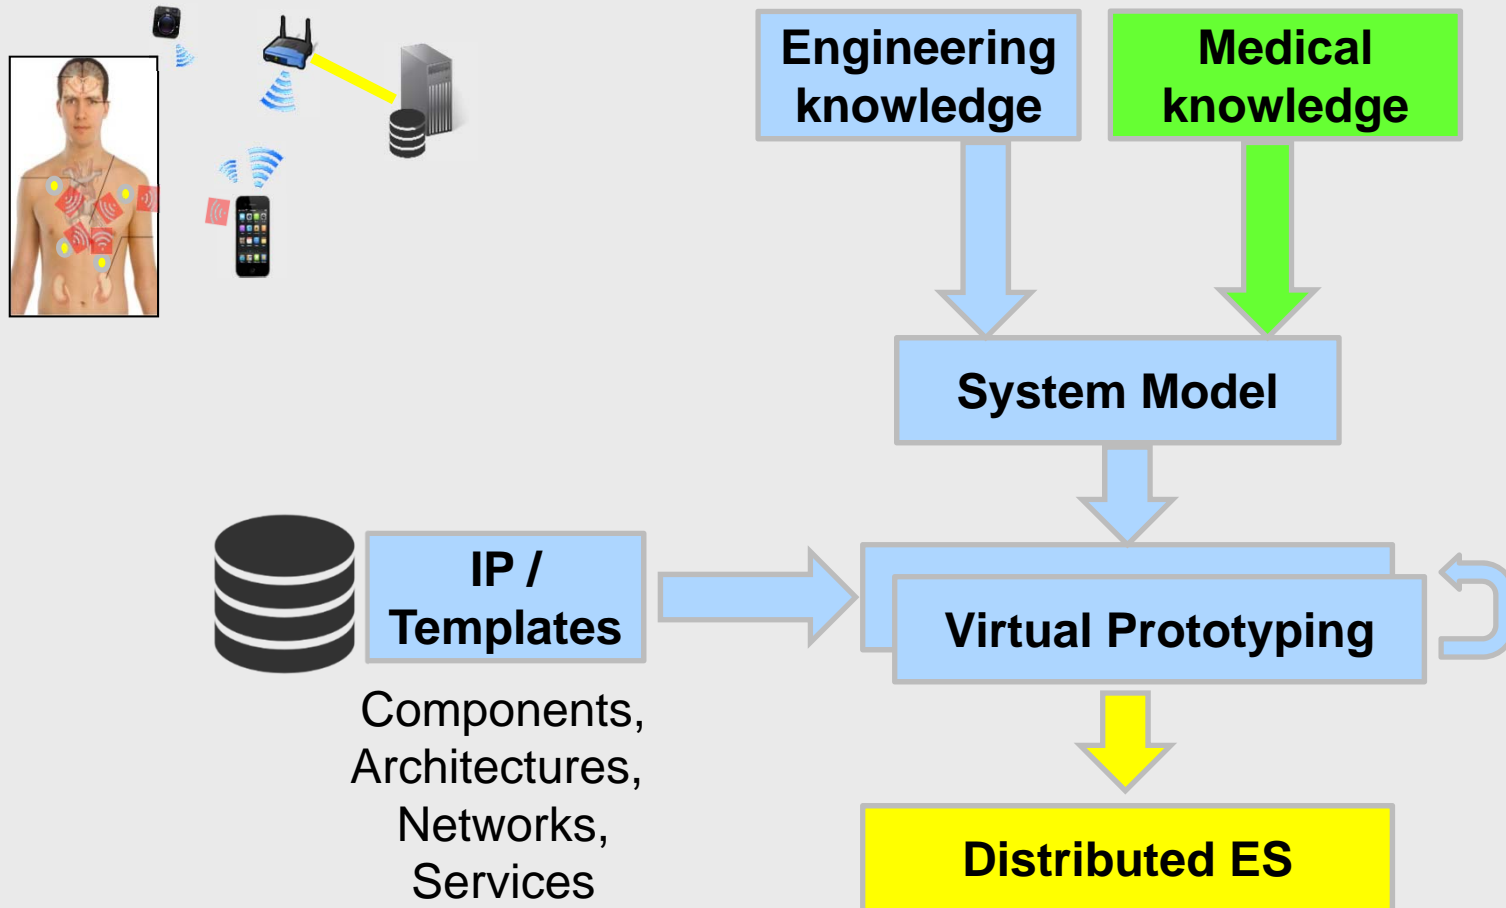 Engineering
knowledge
Medical
knowledge
System Model
IP /
Templates
Virtual Prototyping
Components,
Architectures,
Networks,
Services
Distributed ES